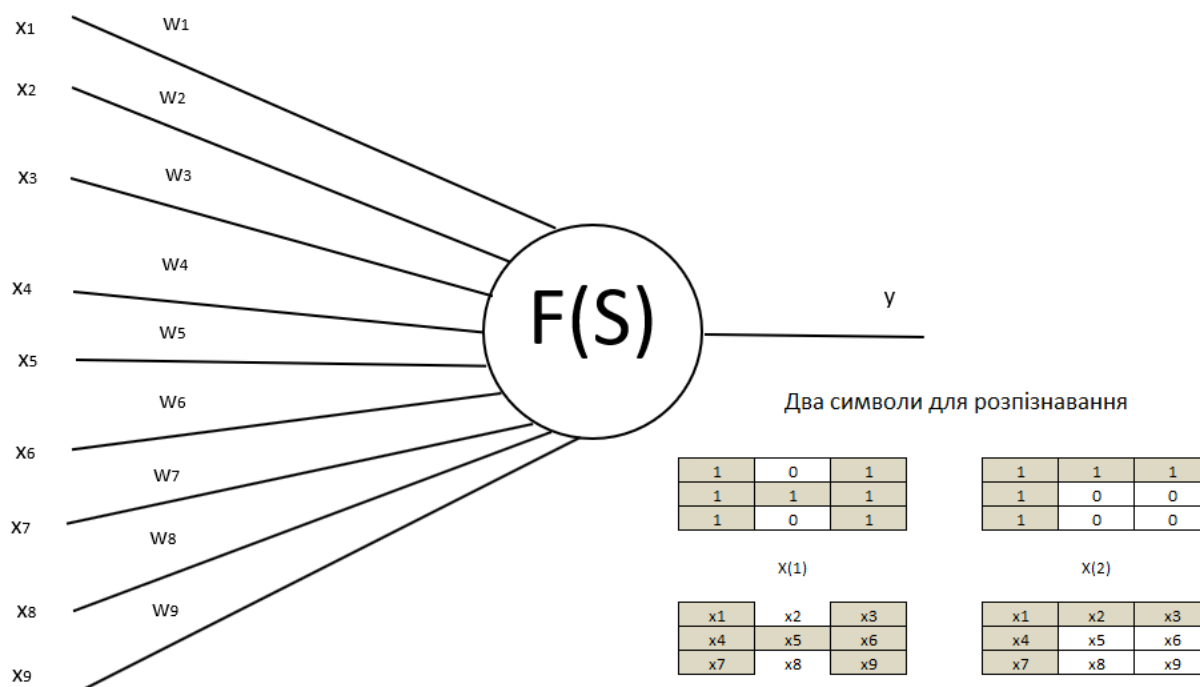 X1 W1
X2 W2
X3 W3
X4 W4
X5 W5
X6 W6
X7 W7
X8 W8
X9 W9
F(S)
y
Два символи для розпізнавання
1 0 1
1 1 1
1 0 1
X(1)
x1 x2 x3
x4 x5 x6
x7 x8 x9
1 1 1
1 0 0
1 0 0
X(2)
x1 x2 x3
x4 x5 x6
x7 x8 x9